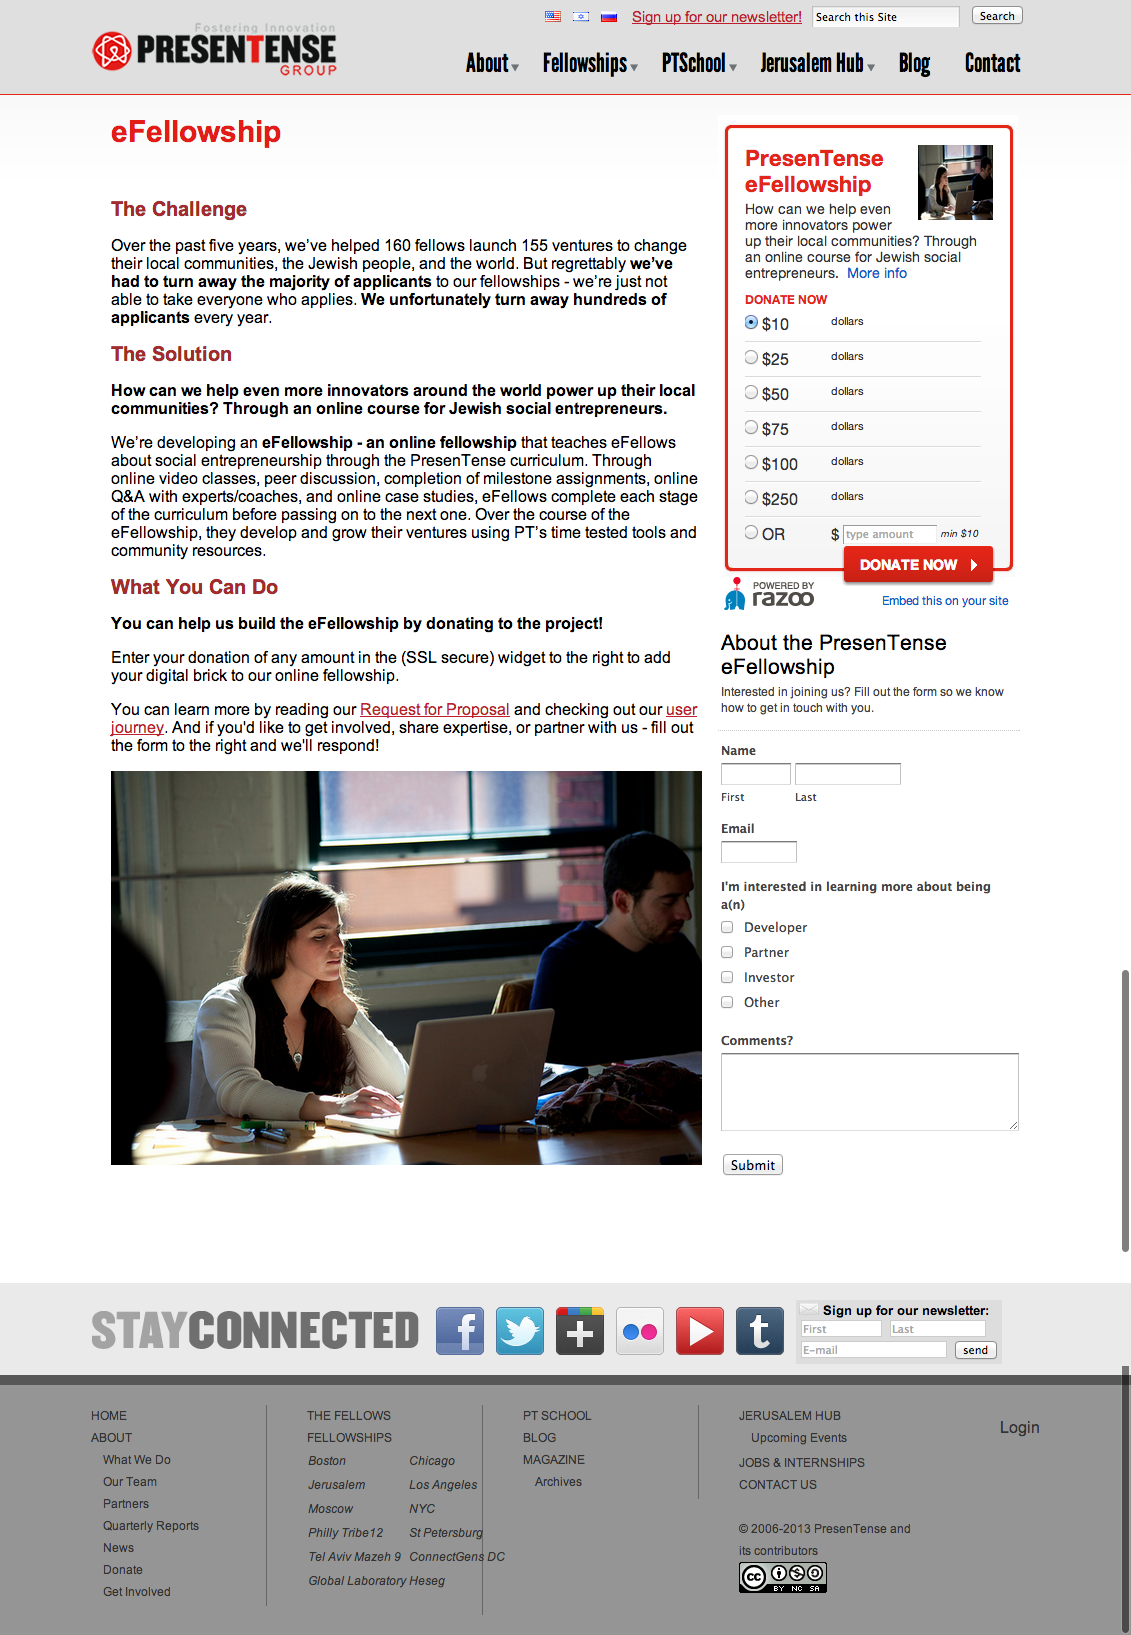 Sign up for our newsletter!
Search this Site
Search
Fostering Innovation
PRESENTENSE
GROUP
About
Fellowships
PTSchool
Jerusalem Hub
Blog
Contact
eFellowship
The Challenge
Over the past five years, we’ve helped 160 fellows launch 155 ventures to change
their local communities, the Jewish people, and the world. But regrettably we’ve
had to turn away the majority of applicants to our fellowships - we’re just not
able to take everyone who applies. We unfortunately turn away hundreds of
applicants every year.
The Solution
How can we help even more innovators around the world power up their local
communities? Through an online course for Jewish social entrepreneurs.
We’re developing an eFellowship - an online fellowship that teaches eFellows
about social entrepreneurship through the PresenTense curriculum. Through
online video classes, peer discussion, completion of milestone assignments, online
Q&A with experts/coaches, and online case studies, eFellows complete each stage
of the curriculum before passing on to the next one. Over the course of the
eFellowship, they develop and grow their ventures using PT’s time tested tools and
community resources.
What You Can Do
You can help us build the eFellowship by donating to the project!
Enter your donation of any amount in the (SSL secure) widget to the right to add
your digital brick to our online fellowship.
You can learn more by reading our Request for Proposal and checking out our user
journey. And if you'd like to get involved, share expertise, or partner with us - fill out
the form to the right and we'll respond!
PresenTense
eFellowship
How can we help even
more innovators power
up their local communities? Through
an online course for Jewish social
entrepreneurs. More info
DONATE NOW
$10 dollars
$25 dollars
$50 dollars
$75 dollars
$100 dollars
$250 dollars
OR $ type amount min $10
DONATE NOW
POWERED BY
razoo
Embed this on your site
About the PresenTense
eFellowship
Interested in joining us? Fill out the form so we know
how to get in touch with you.
Name
First Last
Email
I'm interested in learning more about being
a(n)
Developer
Partner
Investor
Other
Comments?
Submit
STAYCONNECTED
f
t
Sign up for our newsletter:
First Last
E-mail
send
HOME
ABOUT
What We Do
Our Team
Partners
Quarterly Reports
News
Donate
Get Involved
THE FELLOWS
FELLOWSHIPS
Boston Chicago
Jerusalem Los Angeles
Moscow NYC
Philly Tribe12 St Petersburg
Tel Aviv Mazeh 9 ConnectGens DC
Global Laboratory Heseg
PT SCHOOL
BLOG
MAGAZINE
Archives
JERUSALEM HUB
Upcoming Events
JOBS & INTERNSHIPS
CONTACT US
© 2006-2013 PresenTense and
its contributors
cc
BY NC SA
Login